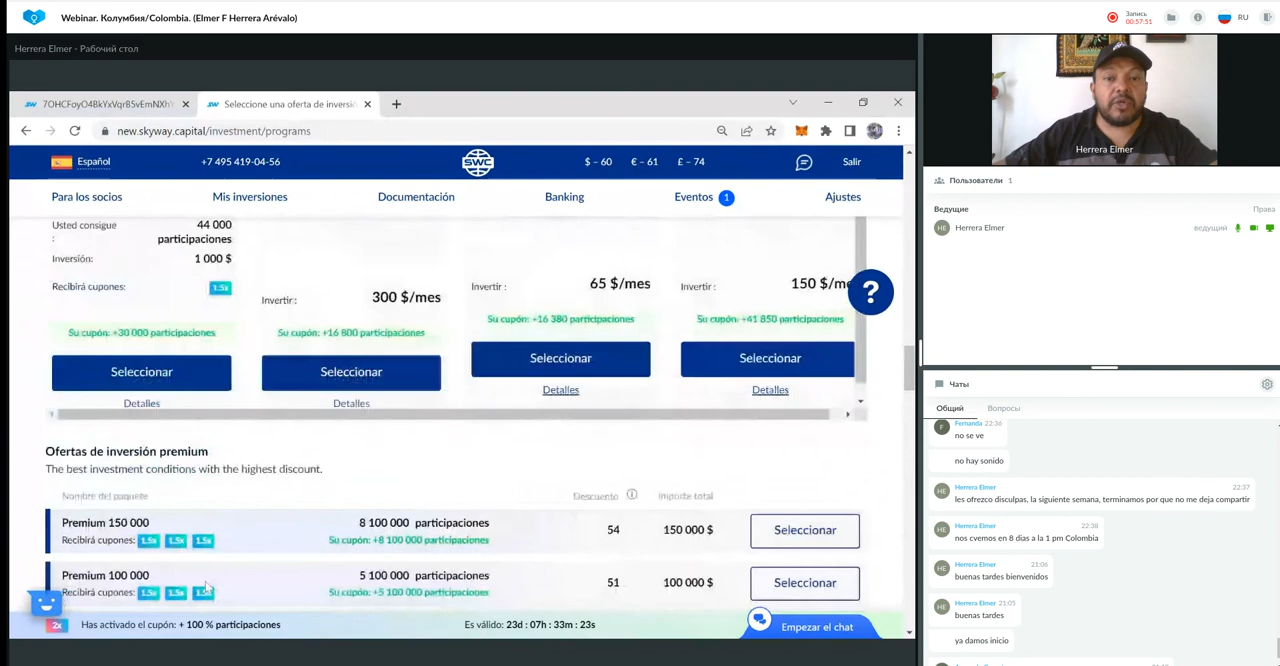 Webinar. Колумбия/Colombia. (Elmer F Herrera Arévalo)
Запись
00:57:51
RU
Herrera Elmer - Рабочий стол
Seleccione una oferta de inversió
new.skyway.capital/investment/programs
Español
+7 495 419-04-56
SWC
$ – 60
€ – 61
£ – 74
Salir
Para los socios
Mis inversiones
Documentación
Banking
Eventos 1
Ajustes
Usted consigue
:
44 000
participaciones
Inversión:
1 000 $
Recibirá cupones:
1.5x
Su cupón: +30 000 participaciones
Seleccionar
Detalles
Invertir :
300 $/mes
Su cupón: +16 800 participaciones
Seleccionar
Detalles
Invertir :
65 $/mes
Su cupón: +16 380 participaciones
Seleccionar
Detalles
Invertir :
150 $/me
Su cupón: +41 850 participaciones
Seleccionar
Detalles
?
Ofertas de inversión premium
The best investment conditions with the highest discount.
Nombre del paquete
Descuento
Importe total
Premium 150 000
8 100 000 participaciones
54
150 000 $
Seleccionar
Recibirá cupones: 1.5x 1.5x 1.5x
Su cupón: +8 100 000 participaciones
Premium 100 000
5 100 000 participaciones
51
100 000 $
Seleccionar
Recibirá cupones: 1.5x 1.5x 1.5x
Su cupón: +5 100 000 participaciones
2x
Has activado el cupón: + 100 % participaciones
Es válido: 23d : 07h : 33m : 23s
Empezar el chat
Herrera Elmer
Пользователи 1
Ведущие
Права
HE
Herrera Elmer
ведущий
Чаты
Общий
Вопросы
F
Fernanda 22:36
no se ve
no hay sonido
HE
Herrera Elmer
22:37
les ofrezco disculpas, la siguiente semana, terminamos por que no me deja compartir
HE
Herrera Elmer
22:38
nos cvemos en 8 dias a la 1 pm Colombia
HE
Herrera Elmer
21:06
buenas tardes bienvenidos
HE
Herrera Elmer 21:05
buenas tardes
ya damos inicio